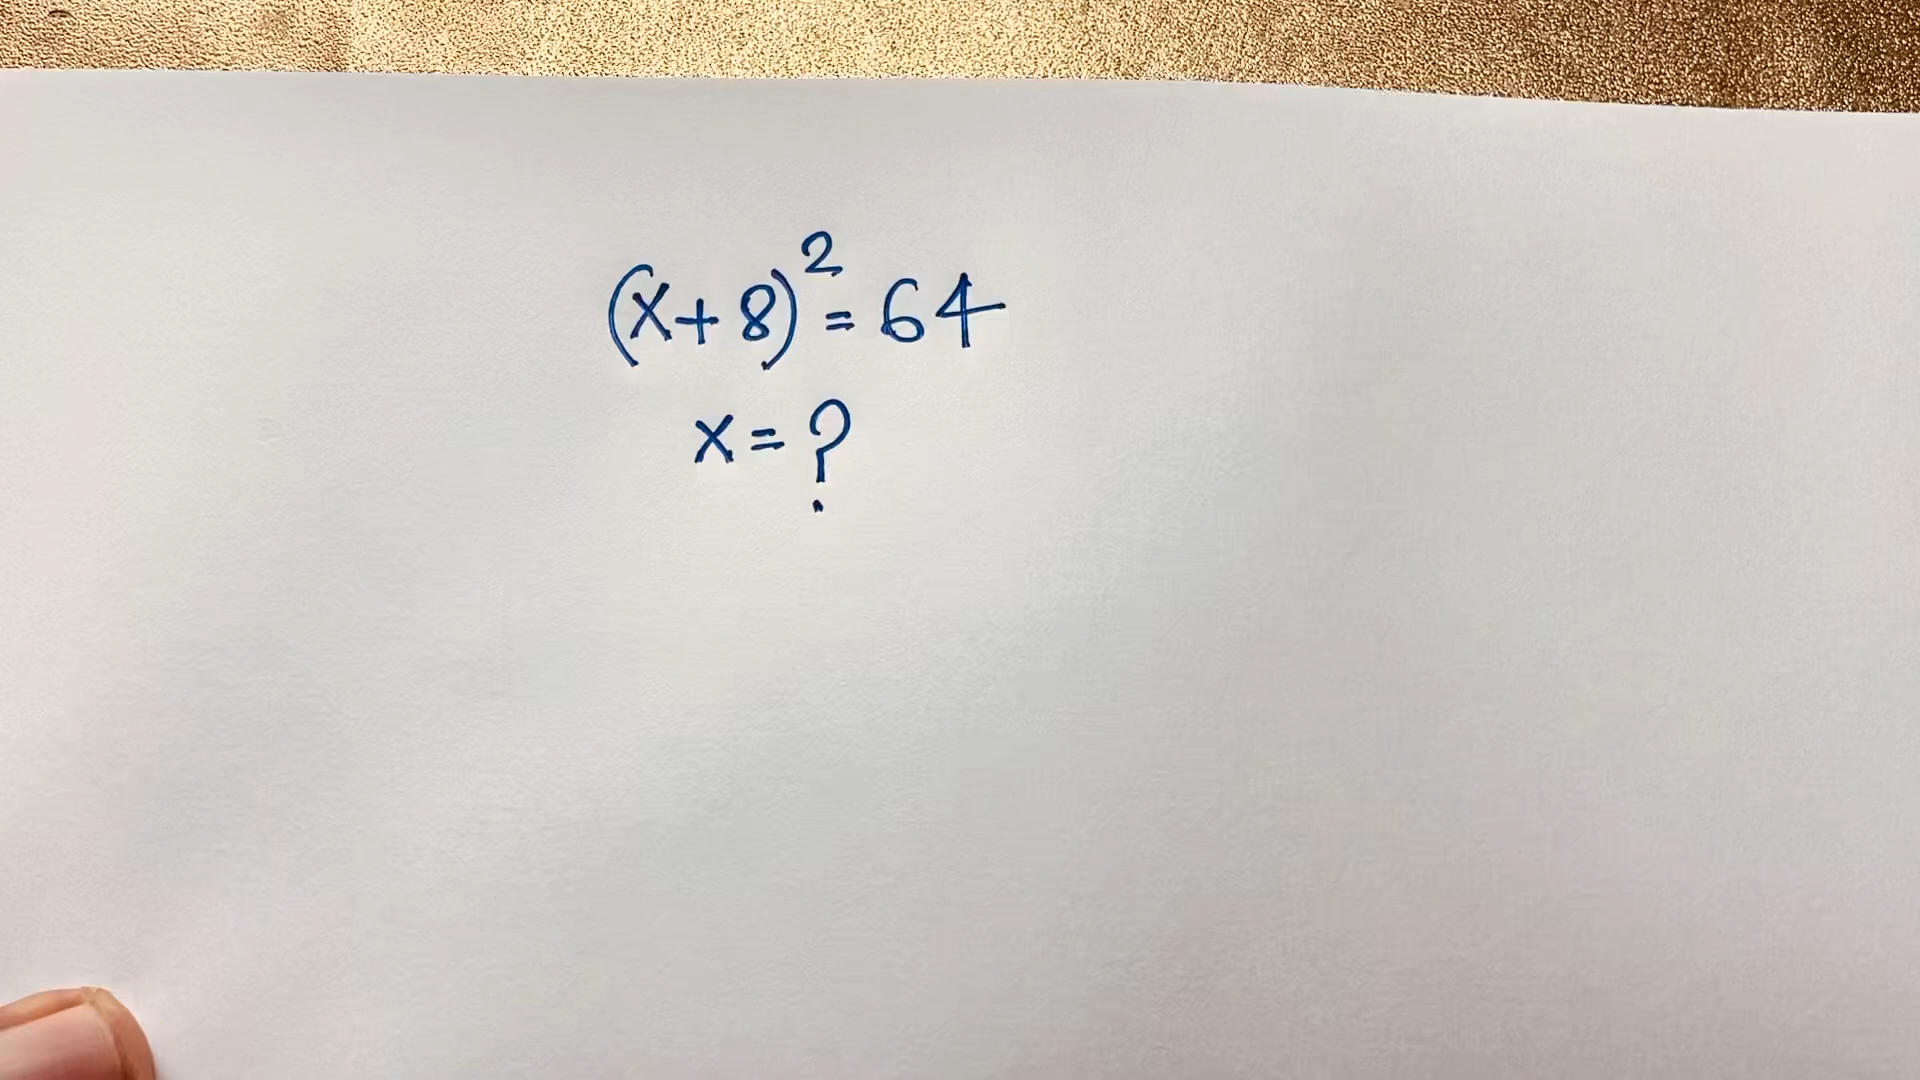 (x+8)² = 64
x = ?